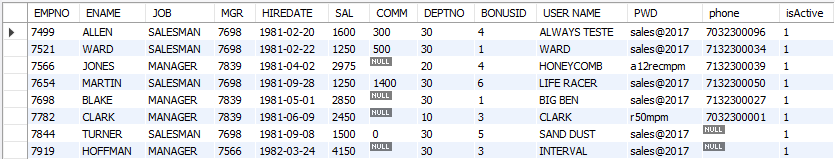 EMPNO ENAME JOB MGR HIREDATE SAL COMM DEPTNO BONUSID USER NAME PWD phone isActive
7499 ALLEN SALESMAN 7698 1981-02-20 1600 300 30 4 ALWAYS TESTE sales@2017 7032300096 1
7521 WARD SALESMAN 7698 1981-02-22 1250 500 30 1 WARD sales@2017 7132300034 1
7566 JONES MANAGER 7839 1981-04-02 2975 NULL 20 4 HONEYCOMB a12recmpm 7132300039 1
7654 MARTIN SALESMAN 7698 1981-09-28 1250 1400 30 6 LIFE RACER sales@2017 7132300050 1
7698 BLAKE MANAGER 7839 1981-05-01 2850 NULL 30 1 BIG BEN sales@2017 7132300027 1
7782 CLARK MANAGER 7839 1981-06-09 2450 NULL 10 3 CLARK r50mpm 7032300001 1
7844 TURNER SALESMAN 7698 1981-09-08 1500 0 30 5 SAND DUST sales@2017 NULL 1
7919 HOFFMAN MANAGER 7566 1982-03-24 4150 NULL 30 3 INTERVAL sales@2017 NULL 1